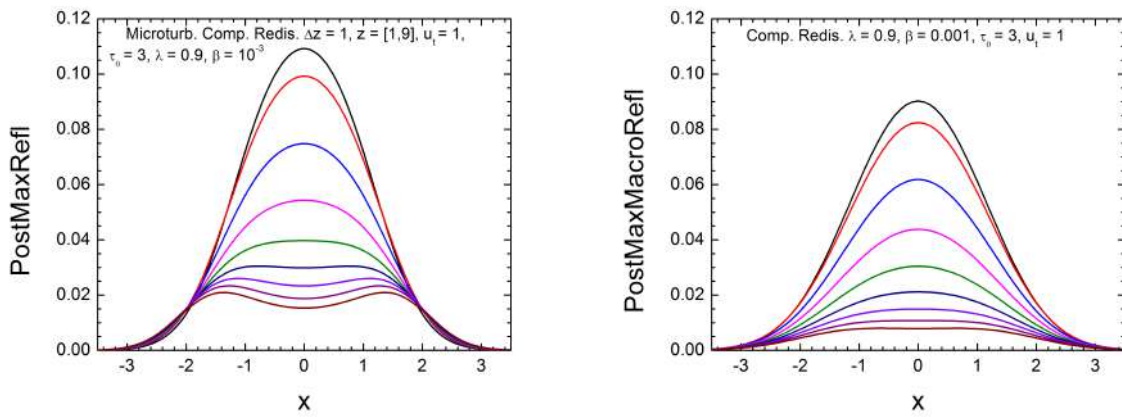 Microturb. Comp. Redis. Δz = 1, z = [1,9], u_t = 1,
τ_0 = 3, λ = 0.9, β = 10^-3
PostMaxRefl
0.12
0.10
0.08
0.06
0.04
0.02
0.00
-3 -2 -1 0 1 2 3
x
Comp. Redis. λ = 0.9, β = 0.001, τ_0 = 3, u_t = 1
PostMaxMacroRefl
0.12
0.10
0.08
0.06
0.04
0.02
0.00
-3 -2 -1 0 1 2 3
x